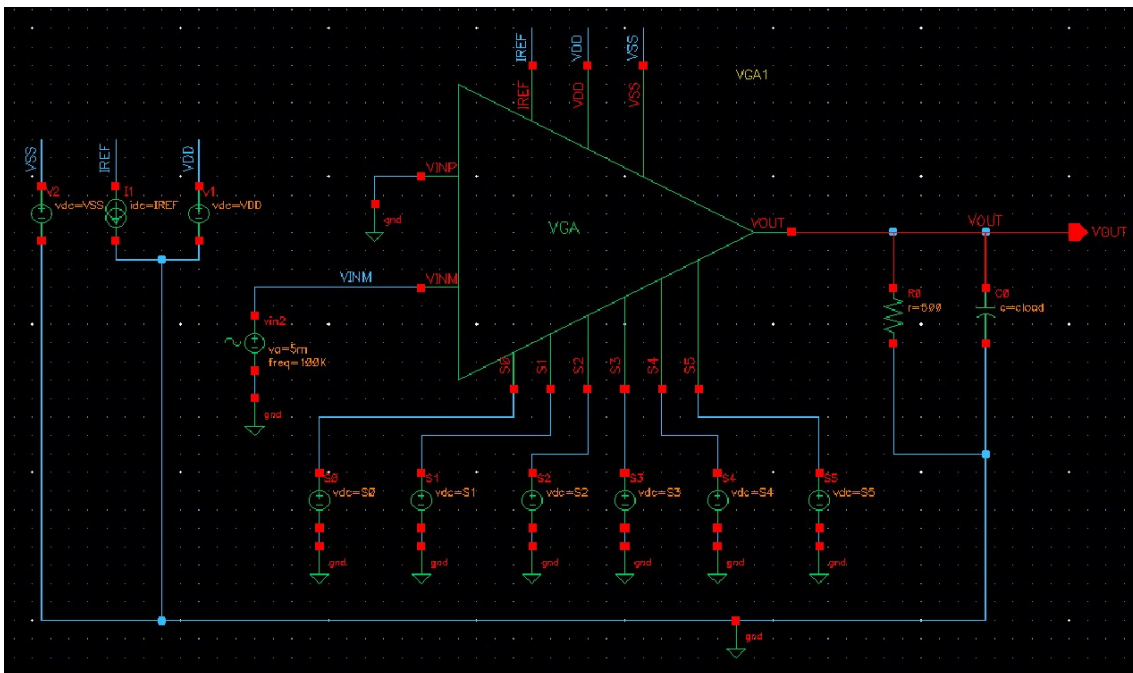 IREF
VDD
VSS
VGA1
IREF
VDD
VSS
VSS
IREF
VDD
VINP
V2
I1
V1
vdc=VSS
idc=IREF
vdc=VDD
gnd
VGA
VOUT
VOUT
VOUT
VINM
VINM
R0
r=500
C0
c=cload
vin2
va=5m
freq=100K
gnd
S0
S1
S2
S3
S4
S5
S0
vdc=S0
S1
vdc=S1
S2
vdc=S2
S3
vdc=S3
S4
vdc=S4
S5
vdc=S5
gnd
gnd
gnd
gnd
gnd
gnd
gnd